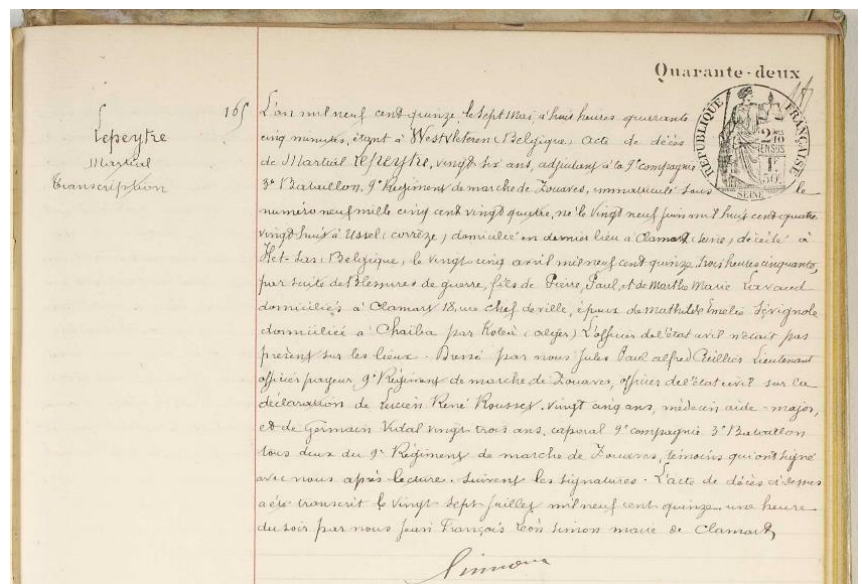 Quarante-deux
165
Lepeytre
Martial
Transcription
RÉPUBLIQUE FRANÇAISE
2/10 EN SUS
1F 50c
SEINE
L'an mil neuf cent quinze, le sept Mai, à huit heures quarante
cinq minutes, étant à Westvleteren (Belgique) Acte de décès
de Martial Lepeytre, vingt six ans, adjudant à la 9e compagnie
3e Bataillon, 9e Régiment de marche de Zouaves, immatriculé sous le
numéro neuf mille cinq cent vingt quatre, né le vingt neuf juin mil huit cent quatre
vingt huit à Ussel (Corrèze) domicilié en dernier lieu à Clamart (Seine), décédé à
Het-Sas (Belgique), le vingt cinq avril mil neuf cent quinze, trois heures cinquante,
par suite de Blessures de guerre, fils de Pierre, Paul, et de Marthe Marie Lavaud
domiciliés à Clamart 18, rue chef de ville, époux de Mathilde Emelie Sérignole
domiciliée à Chaïba par Koléa (Alger) L'officier de l'état civil n'était pas
présent sur les lieux. Dressé par nous Jules Paul Alfred Lieutenant
officier payeur 9e Régiment de marche de Zouaves, officier de l'état civil sur la
déclaration de Lucien René Rousset, vingt cinq ans, médecin aide-major,
et de Germain Vidal vingt trois ans, caporal 9e compagnie 3e Bataillon
tous deux du 9e Régiment de marche de Zouaves, témoins qui ont signé
avec nous après lecture. Suivent les signatures. L'acte de décès ci-dessus
a été transcrit le vingt sept juillet mil neuf cent quinze, une heure
du soir par nous Jean François Léon Simon maire de Clamart,
Simon